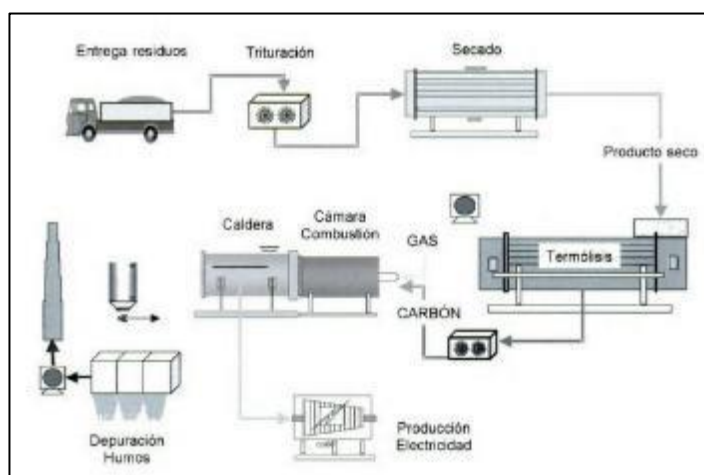 Entrega residuos
Trituración
Secado
Producto seco
Caldera
Cámara
Combustión
GAS
Termólisis
CARBÓN
Depuración
Humos
Producción
Electricidad